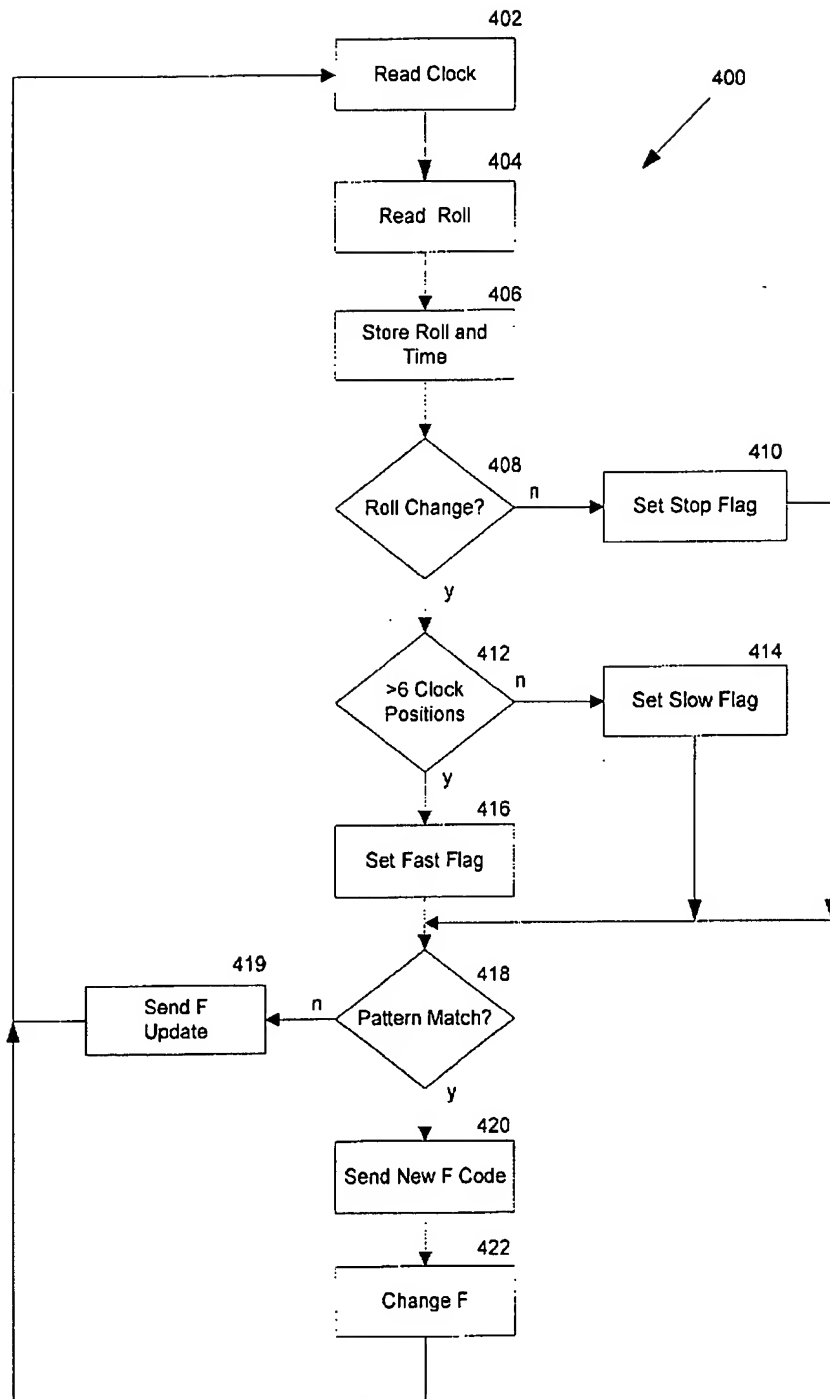 402
Read Clock
400
404
Read Roll
406
Store Roll and
Time
408
Roll Change?
n
410
Set Stop Flag
y
412
>6 Clock
Positions
n
414
Set Slow Flag
y
416
Set Fast Flag
419
Send F
Update
n
418
Pattern Match?
y
420
Send New F Code
422
Change F